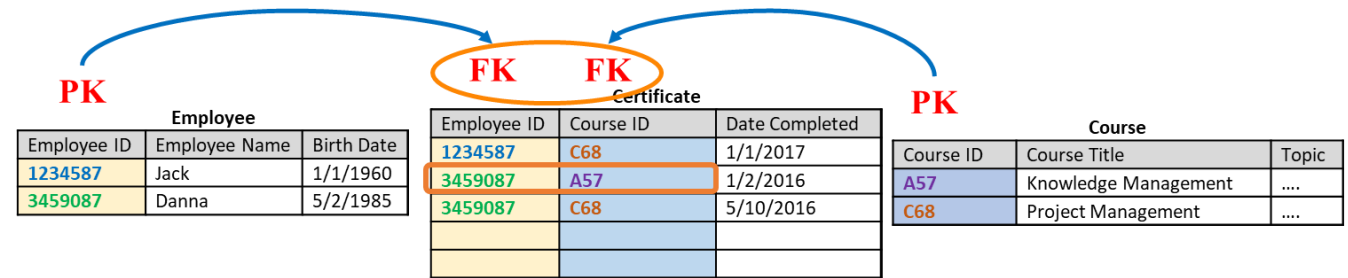 FK FK
PK
PK
Employee
Employee ID Employee Name Birth Date
1234587 Jack 1/1/1960
3459087 Danna 5/2/1985
Certificate
Employee ID Course ID Date Completed
1234587 C68 1/1/2017
3459087 A57 1/2/2016
3459087 C68 5/10/2016
Course
Course ID Course Title Topic
A57 Knowledge Management ....
C68 Project Management ....